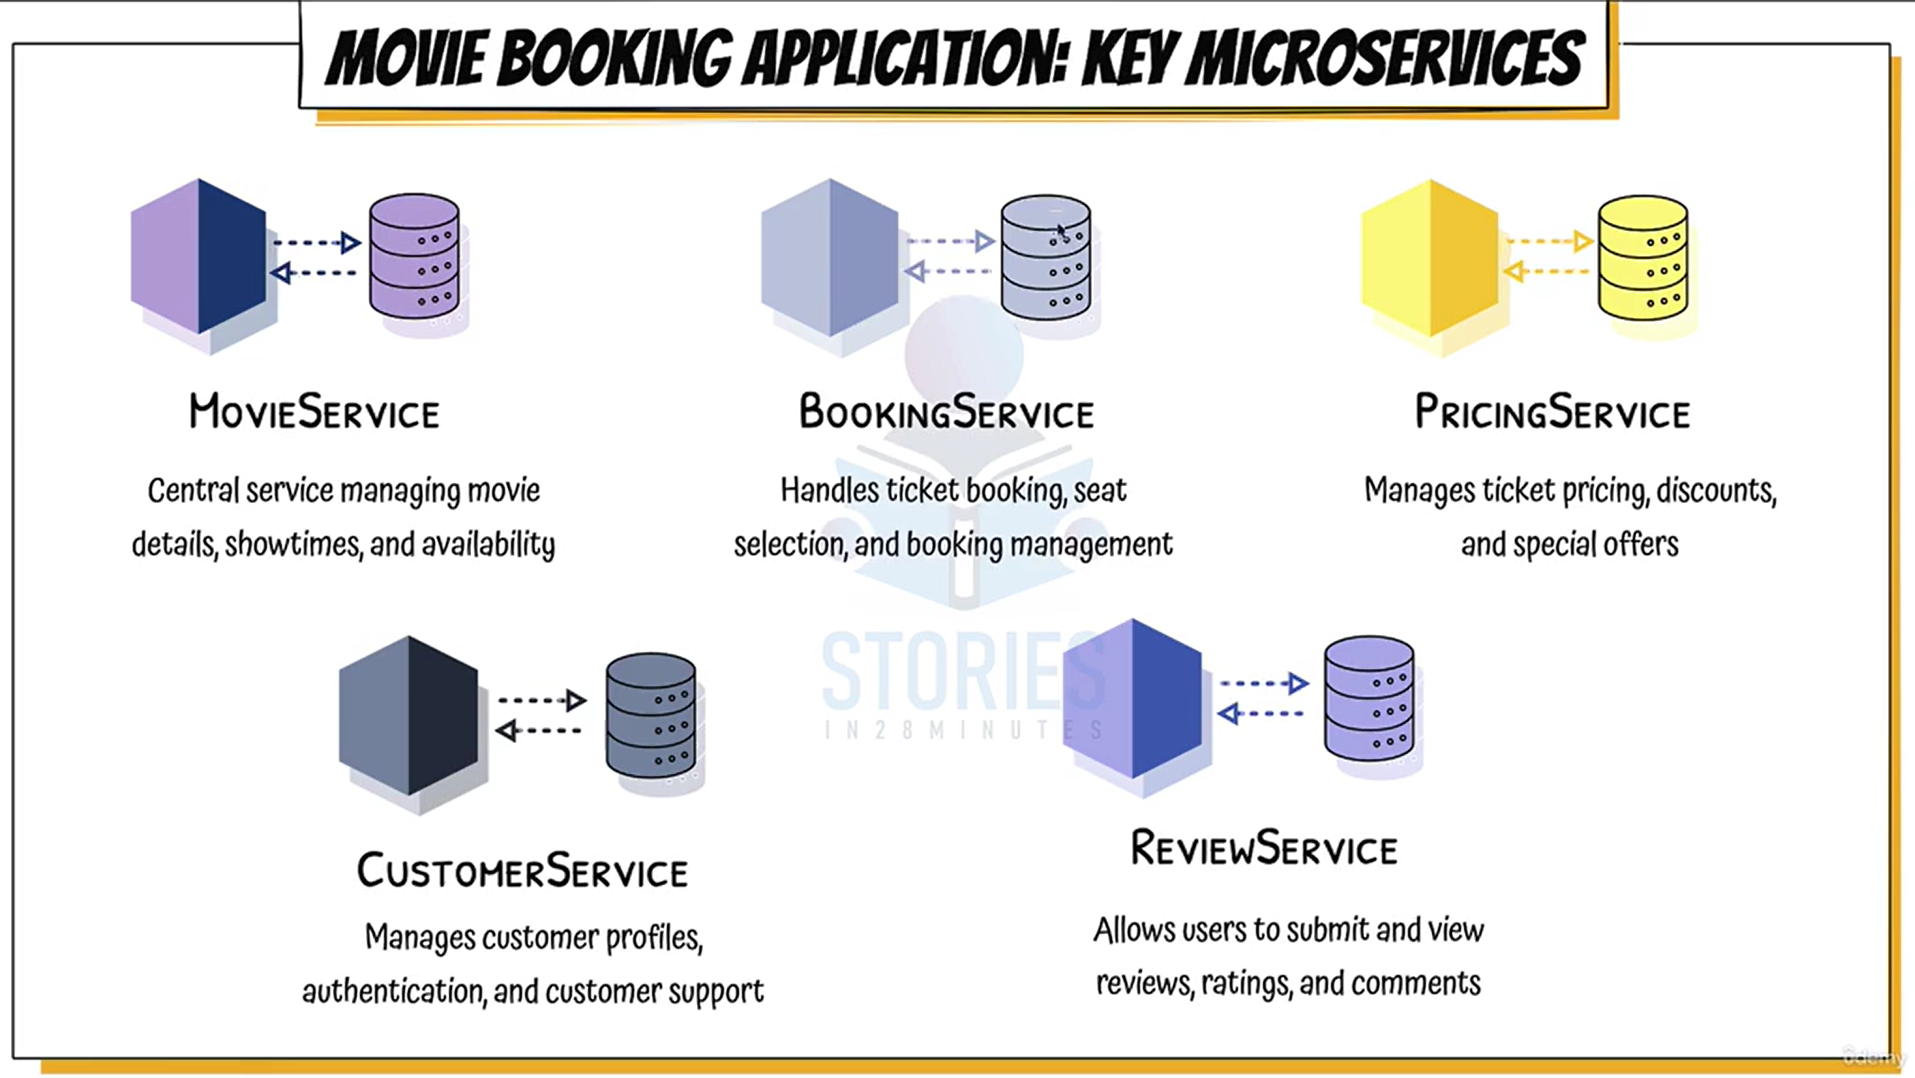 MOVIE BOOKING APPLICATION: KEY MICROSERVICES
MOVIESERVICE
Central service managing movie
details, showtimes, and availability
BOOKINGSERVICE
Handles ticket booking, seat
selection, and booking management
PRICINGSERVICE
Manages ticket pricing, discounts,
and special offers
STORIES
IN28MINUTES
CUSTOMERSERVICE
Manages customer profiles,
authentication, and customer support
REVIEWSERVICE
Allows users to submit and view
reviews, ratings, and comments
ûdemy